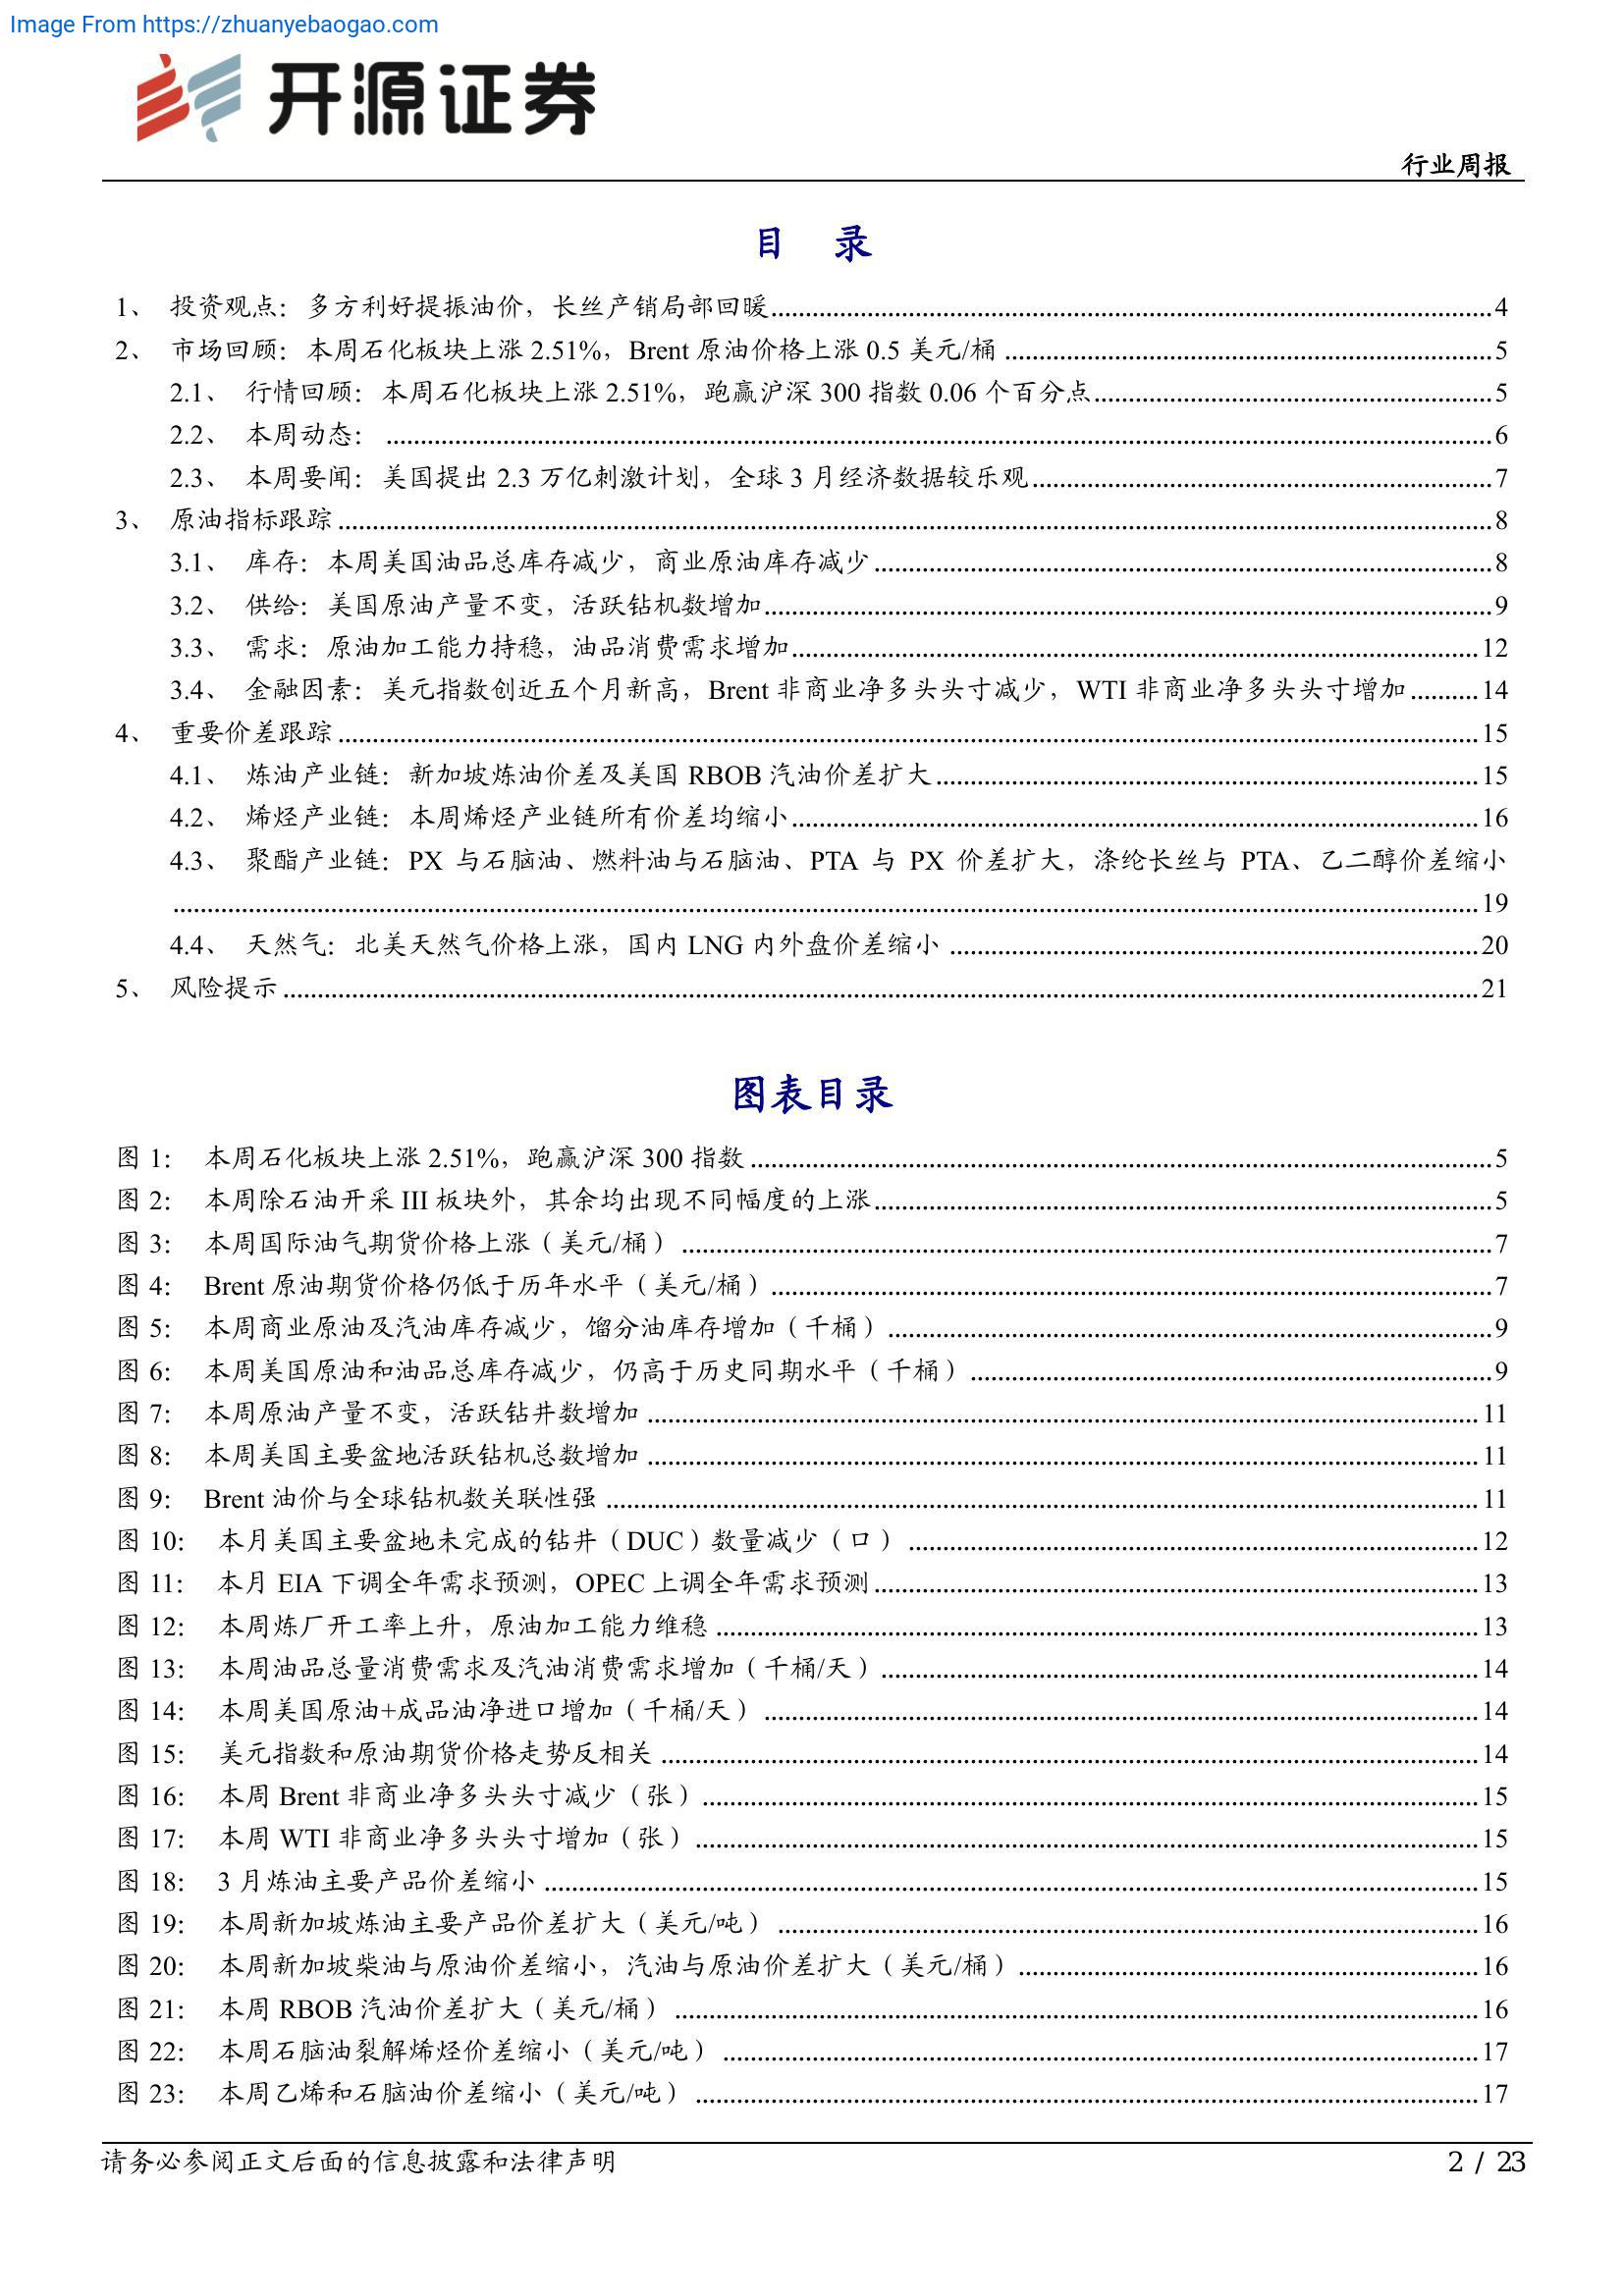 Image From https://zhuanyebaogao.com
开源证券
行业周报
目 录
1、 投资观点：多方利好提振油价，长丝产销局部回暖 4
2、 市场回顾：本周石化板块上涨 2.51%，Brent 原油价格上涨 0.5 美元/桶 5
2.1、 行情回顾：本周石化板块上涨 2.51%，跑赢沪深 300 指数 0.06 个百分点 5
2.2、 本周动态： 6
2.3、 本周要闻：美国提出 2.3 万亿刺激计划，全球 3 月经济数据较乐观 7
3、 原油指标跟踪 8
3.1、 库存：本周美国油品总库存减少，商业原油库存减少 8
3.2、 供给：美国原油产量不变，活跃钻机数增加 9
3.3、 需求：原油加工能力持稳，油品消费需求增加 12
3.4、 金融因素：美元指数创近五个月新高，Brent 非商业净多头头寸减少，WTI 非商业净多头头寸增加 14
4、 重要价差跟踪 15
4.1、 炼油产业链：新加坡炼油价差及美国 RBOB 汽油价差扩大 15
4.2、 烯烃产业链：本周烯烃产业链所有价差均缩小 16
4.3、 聚酯产业链：PX 与石脑油、燃料油与石脑油、PTA 与 PX 价差扩大，涤纶长丝与 PTA、乙二醇价差缩小
19
4.4、 天然气：北美天然气价格上涨，国内 LNG 内外盘价差缩小 20
5、 风险提示 21
图表目录
图 1： 本周石化板块上涨 2.51%，跑赢沪深 300 指数 5
图 2： 本周除石油开采 III 板块外，其余均出现不同幅度的上涨 5
图 3： 本周国际油气期货价格上涨（美元/桶） 7
图 4： Brent 原油期货价格仍低于历年水平（美元/桶） 7
图 5： 本周商业原油及汽油库存减少，馏分油库存增加（千桶） 9
图 6： 本周美国原油和油品总库存减少，仍高于历史同期水平（千桶） 9
图 7： 本周原油产量不变，活跃钻井数增加 11
图 8： 本周美国主要盆地活跃钻机总数增加 11
图 9： Brent 油价与全球钻机数关联性强 11
图 10： 本月美国主要盆地未完成的钻井（DUC）数量减少（口） 12
图 11： 本月 EIA 下调全年需求预测，OPEC 上调全年需求预测 13
图 12： 本周炼厂开工率上升，原油加工能力维稳 13
图 13： 本周油品总量消费需求及汽油消费需求增加（千桶/天） 14
图 14： 本周美国原油+成品油净进口增加（千桶/天） 14
图 15： 美元指数和原油期货价格走势反相关 14
图 16： 本周 Brent 非商业净多头头寸减少（张） 15
图 17： 本周 WTI 非商业净多头头寸增加（张） 15
图 18： 3 月炼油主要产品价差缩小 15
图 19： 本周新加坡炼油主要产品价差扩大（美元/吨） 16
图 20： 本周新加坡柴油与原油价差缩小，汽油与原油价差扩大（美元/桶） 16
图 21： 本周 RBOB 汽油价差扩大（美元/桶） 16
图 22： 本周石脑油裂解烯烃价差缩小（美元/吨） 17
图 23： 本周乙烯和石脑油价差缩小（美元/吨） 17
请务必参阅正文后面的信息披露和法律声明
2 / 23